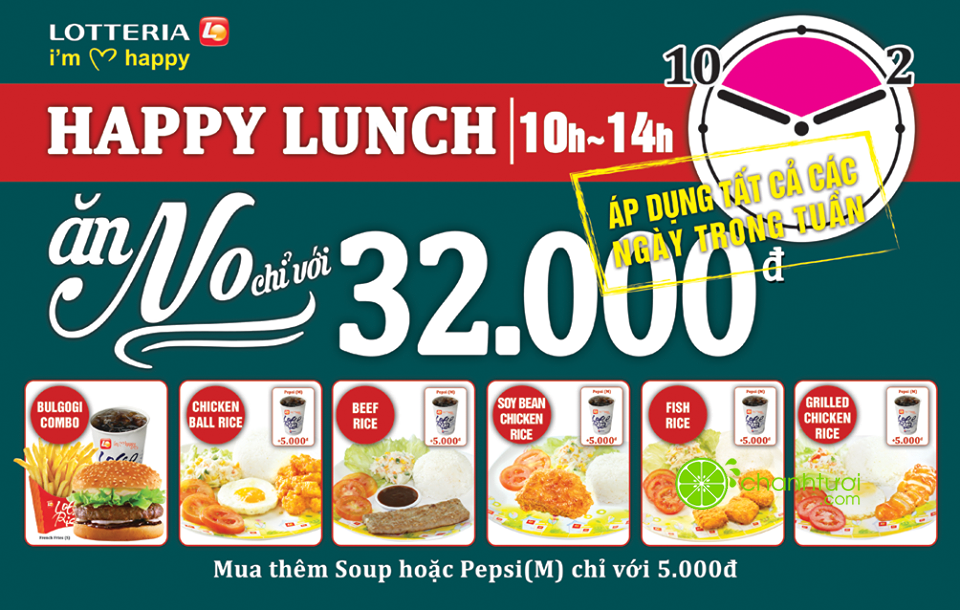 LOTTERIA
i'm happy
10 2
HAPPY LUNCH 10h~14h
ÁP DỤNG TẤT CẢ CÁC
NGÀY TRONG TUẦN
ăn No chỉ với 32.000đ
BULGOGI
COMBO
French Fries (S)
CHICKEN
BALL RICE
Pepsi (M)
+5.000đ
BEEF
RICE
Pepsi (M)
+5.000đ
SOY BEAN
CHICKEN
RICE
Pepsi (M)
+5.000đ
FISH
RICE
Pepsi (M)
+5.000đ
GRILLED
CHICKEN
RICE
Pepsi (M)
+5.000đ
chanhtuoi
.com
Mua thêm Soup hoặc Pepsi(M) chỉ với 5.000đ